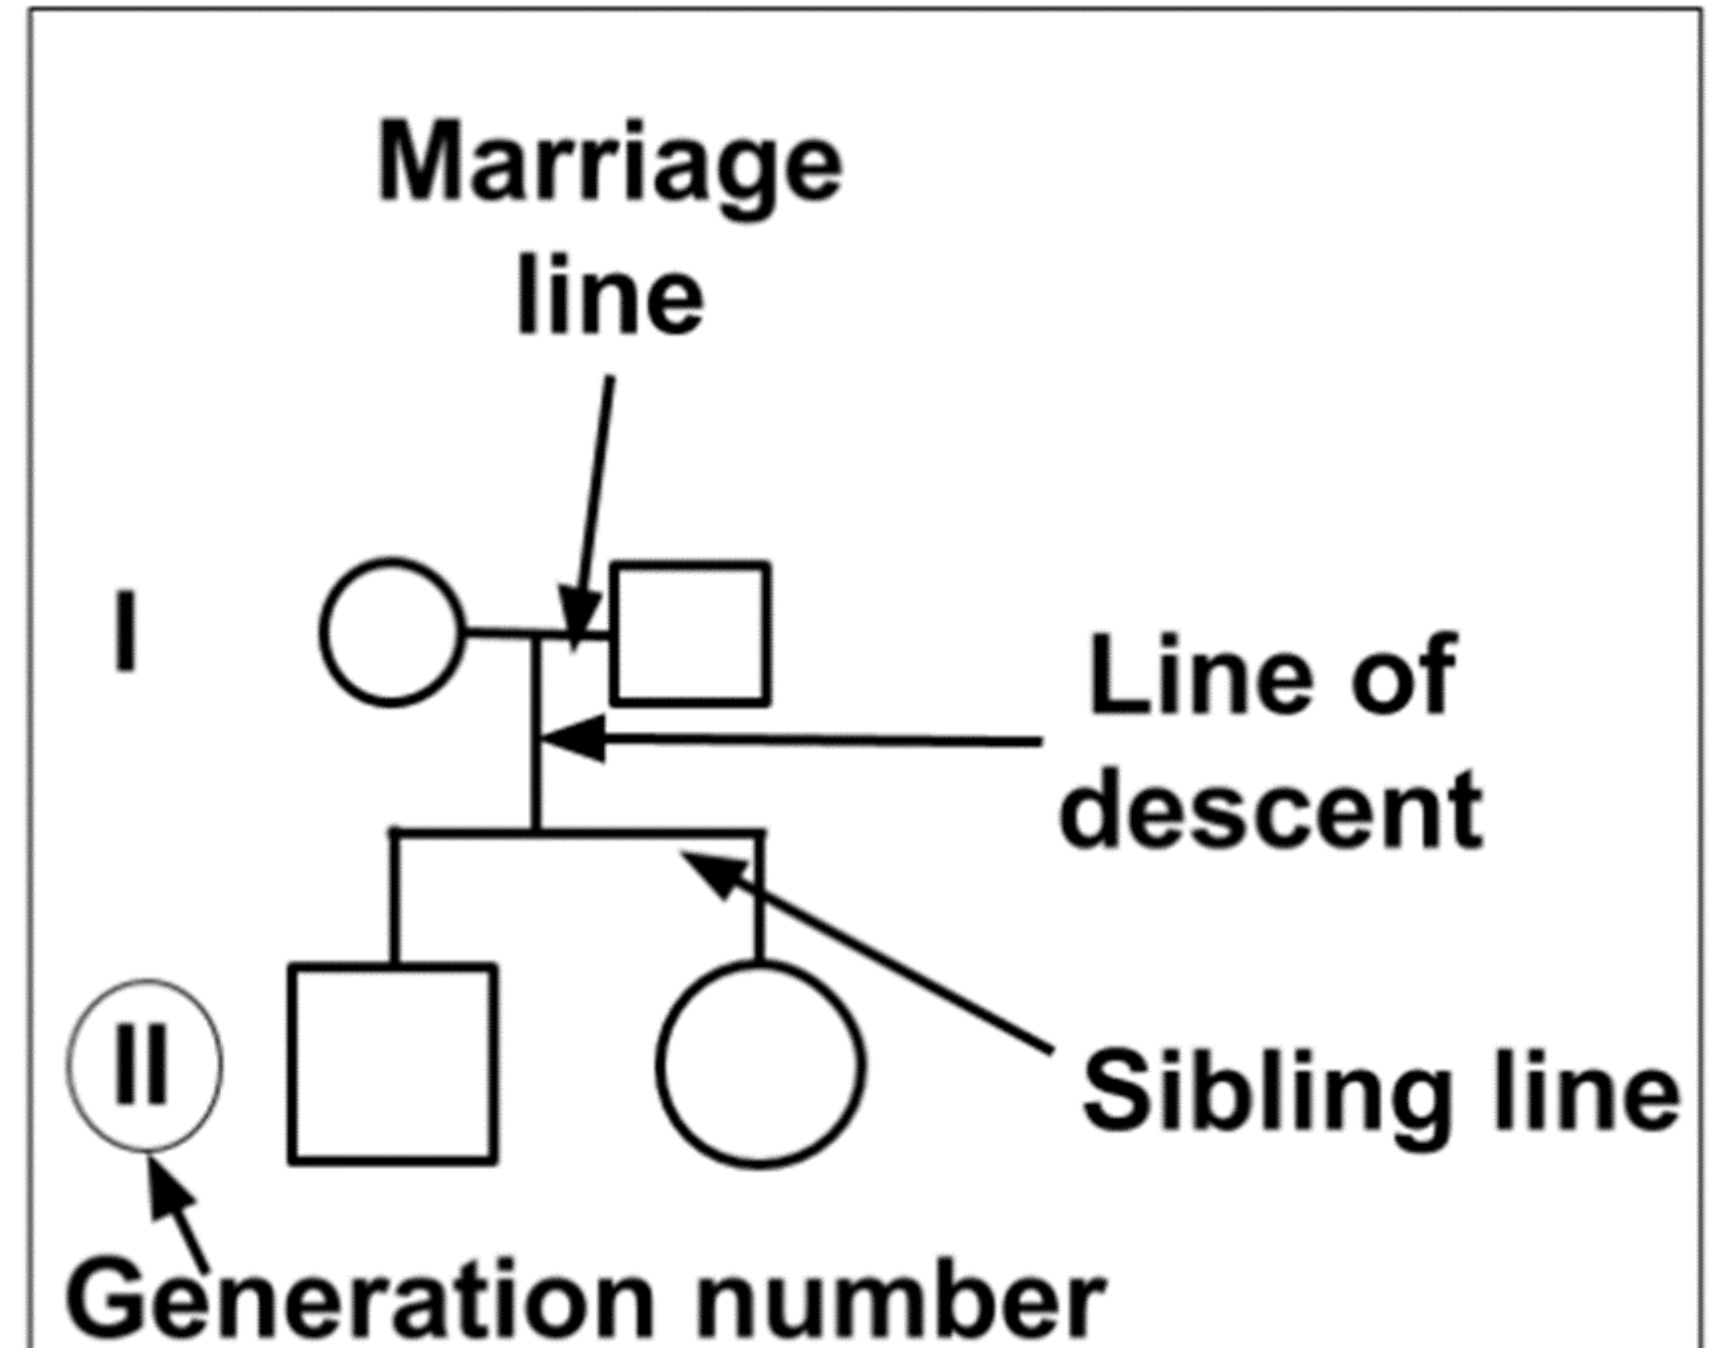 Marriage
line
I
Line of
descent
II
Sibling line
Generation number